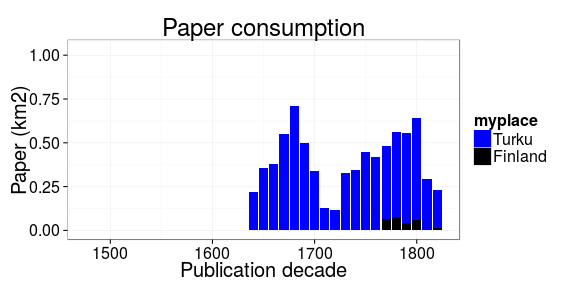 Paper consumption
Paper (km2)
1.00
0.75
0.50
0.25
0.00
1500 1600 1700 1800
Publication decade
myplace
Turku
Finland